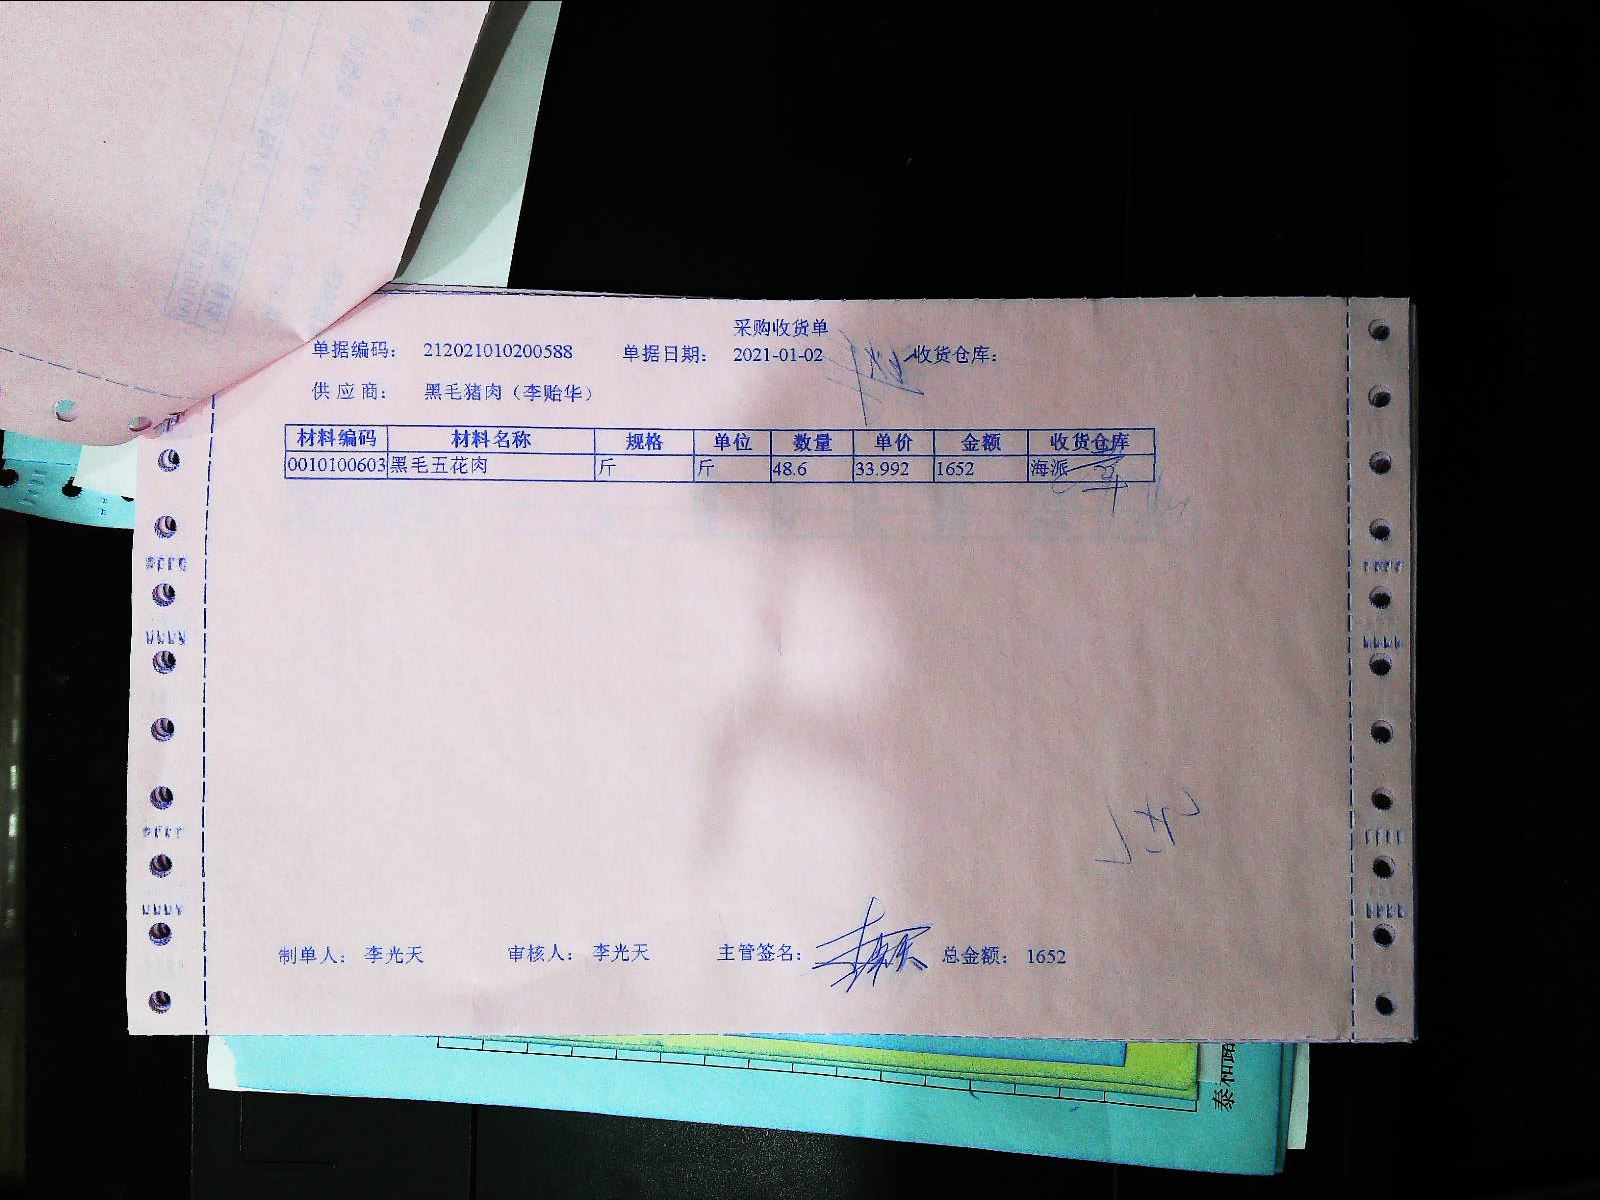 采购收货单
单据编码： 212021010200588 单据日期： 2021-01-02 收货仓库：
供 应 商： 黑毛猪肉（李贻华）
材料编码 材料名称 规格 单位 数量 单价 金额 收货仓库
0010100603 黑毛五花肉 斤 斤 48.6 33.992 1652 海派
制单人： 李光天 审核人： 李光天 主管签名： 总金额： 1652